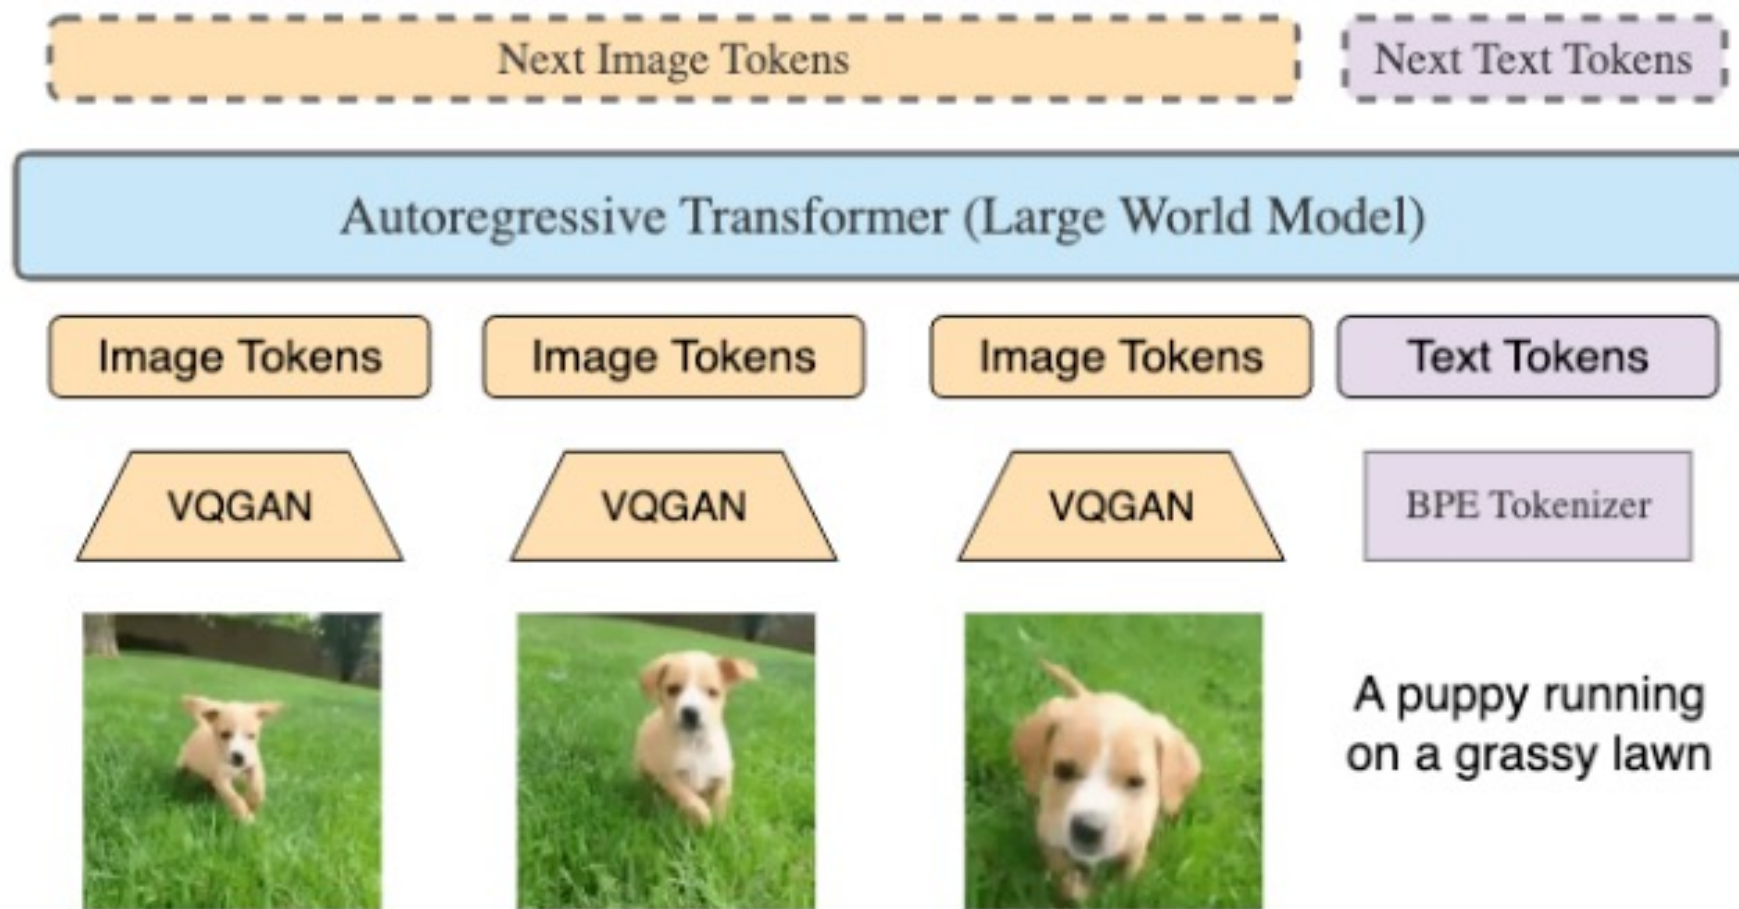 Next Image Tokens
Next Text Tokens
Autoregressive Transformer (Large World Model)
Image Tokens
Image Tokens
Image Tokens
Text Tokens
VQGAN
VQGAN
VQGAN
BPE Tokenizer
A puppy running
on a grassy lawn